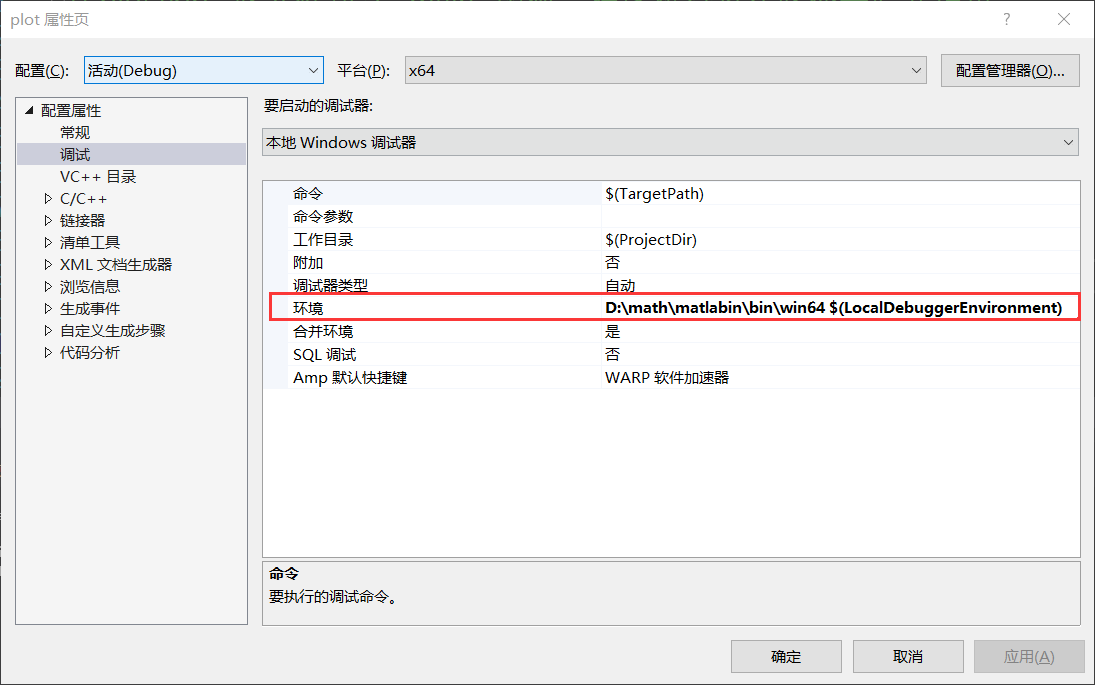 plot 属性页
?
配置(C): 活动(Debug) 平台(P): x64 配置管理器(O)...
配置属性
常规
调试
VC++ 目录
C/C++
链接器
清单工具
XML 文档生成器
浏览信息
生成事件
自定义生成步骤
代码分析
要启动的调试器:
本地 Windows 调试器
命令 $(TargetPath)
命令参数
工作目录 $(ProjectDir)
附加 否
调试器类型 自动
环境 D:\math\matlabin\bin\win64 $(LocalDebuggerEnvironment)
合并环境 是
SQL 调试 否
Amp 默认快捷键 WARP 软件加速器
命令
要执行的调试命令。
确定 取消 应用(A)